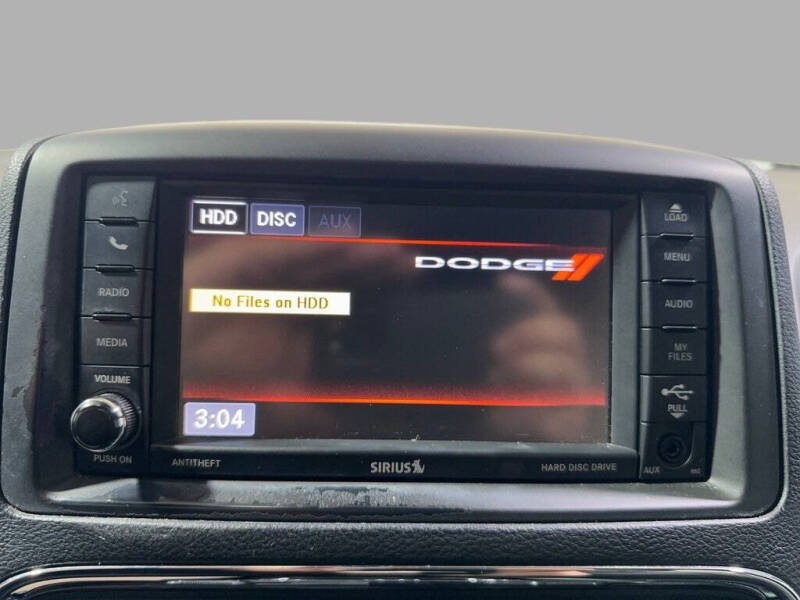 HDD DISC AUX
LOAD
DODGE
MENU
RADIO
No Files on HDD
AUDIO
MEDIA
MY
FILES
VOLUME
PULL
3:04
PUSH ON
ANTITHEFT
SIRIUS
HARD DISC DRIVE
AUX